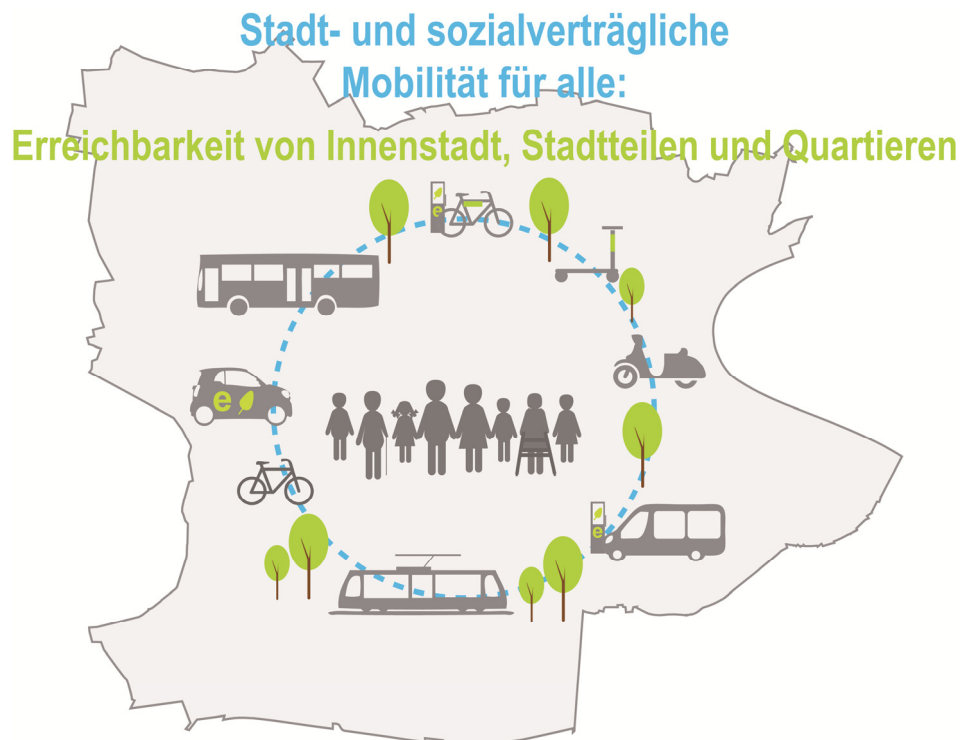 Stadt- und sozialverträgliche
Mobilität für alle:
Erreichbarkeit von Innenstadt, Stadtteilen und Quartieren
e
e
e